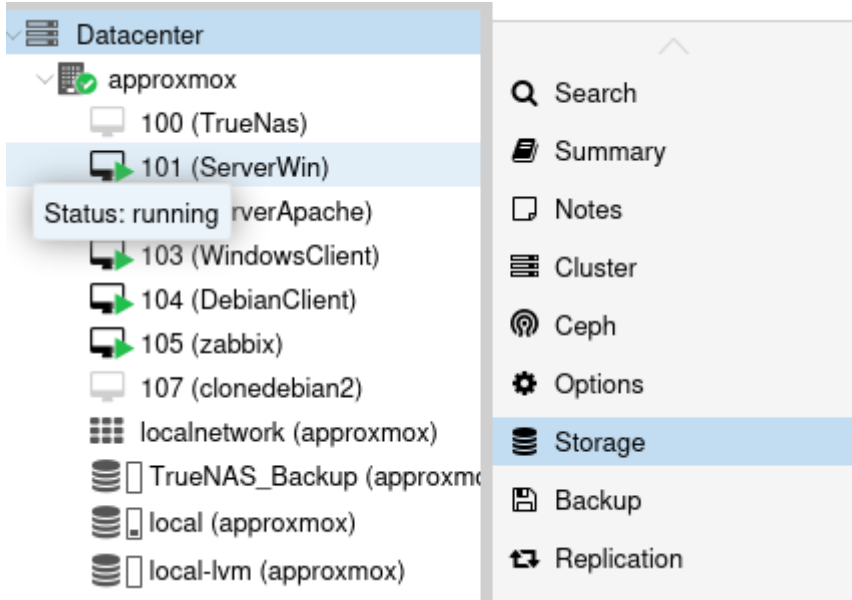 Datacenter
approxmox
100 (TrueNas)
101 (ServerWin)
Status: running
rverApache)
103 (WindowsClient)
104 (DebianClient)
105 (zabbix)
107 (clonedebian2)
localnetwork (approxmox)
TrueNAS_Backup (approxmo
local (approxmox)
local-lvm (approxmox)
Search
Summary
Notes
Cluster
Ceph
Options
Storage
Backup
Replication